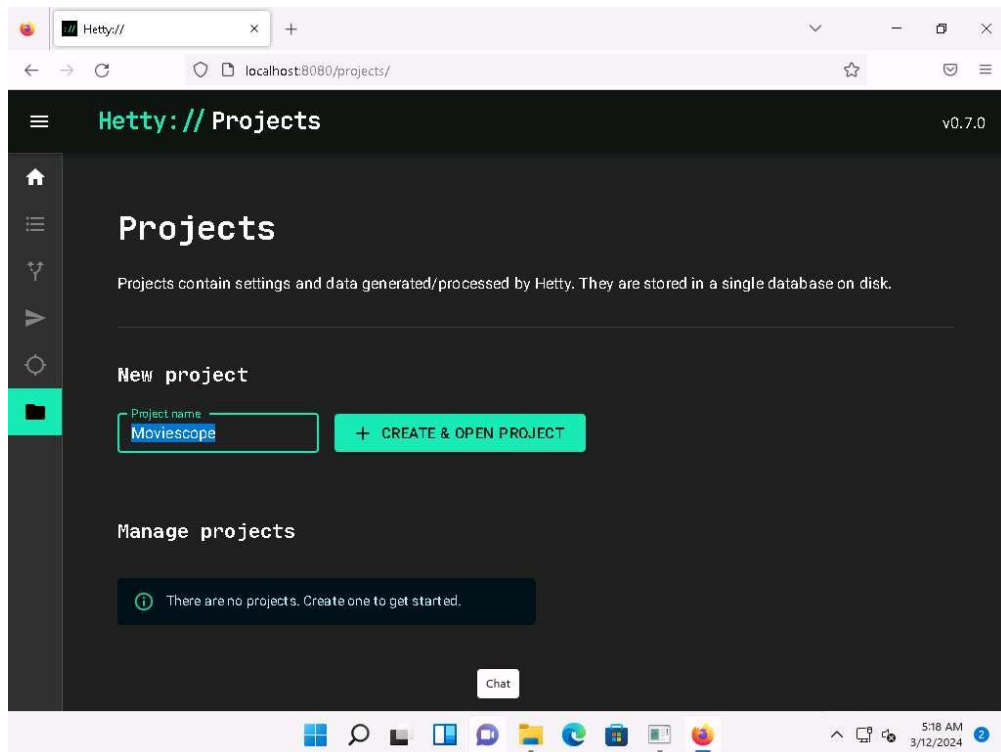 Hetty://
localhost:8080/projects/
Hetty:// Projects
v0.7.0
Projects
Projects contain settings and data generated/processed by Hetty. They are stored in a single database on disk.
New project
Project name
Moviescope
+ CREATE & OPEN PROJECT
Manage projects
There are no projects. Create one to get started.
Chat
5:18 AM
3/12/2024
2